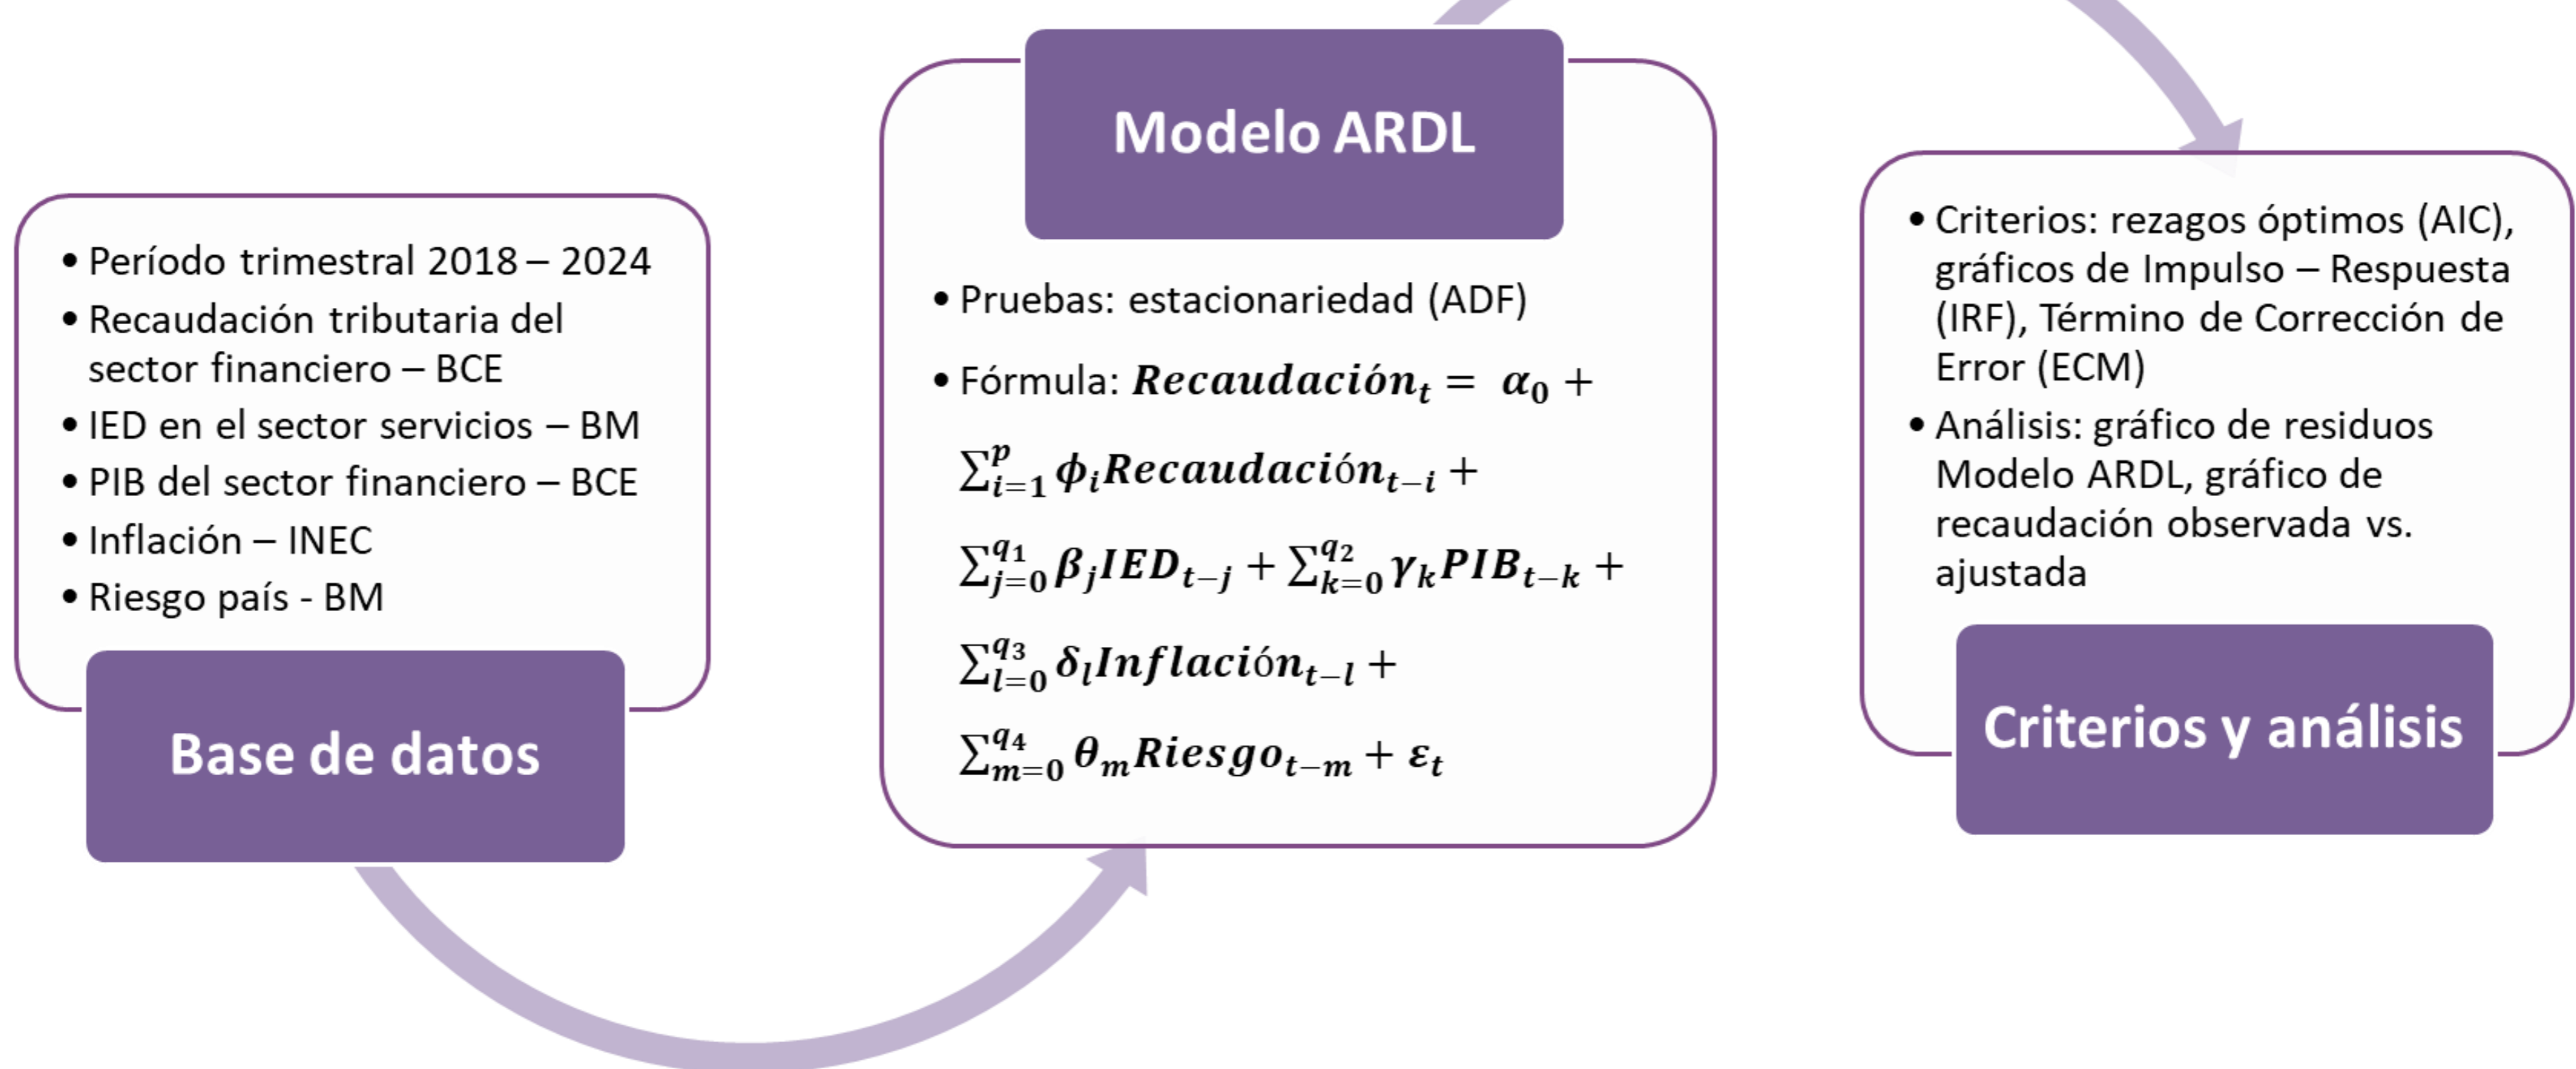 • Período trimestral 2018 – 2024
• Recaudación tributaria del
sector financiero – BCE
• IED en el sector servicios – BM
• PIB del sector financiero – BCE
• Inflación – INEC
• Riesgo país - BM
Base de datos
Modelo ARDL
• Pruebas: estacionariedad (ADF)
• Fórmula: Recaudación_t = α_0 +
∑_{i=1}^{p} ϕ_i Recaudación_{t−i} +
∑_{j=0}^{q_1} β_j IED_{t−j} + ∑_{k=0}^{q_2} γ_k PIB_{t−k} +
∑_{l=0}^{q_3} δ_l Inflación_{t−l} +
∑_{m=0}^{q_4} θ_m Riesgo_{t−m} + ε_t
• Criterios: rezagos óptimos (AIC),
gráficos de Impulso – Respuesta
(IRF), Término de Corrección de
Error (ECM)
• Análisis: gráfico de residuos
Modelo ARDL, gráfico de
recaudación observada vs.
ajustada
Criterios y análisis